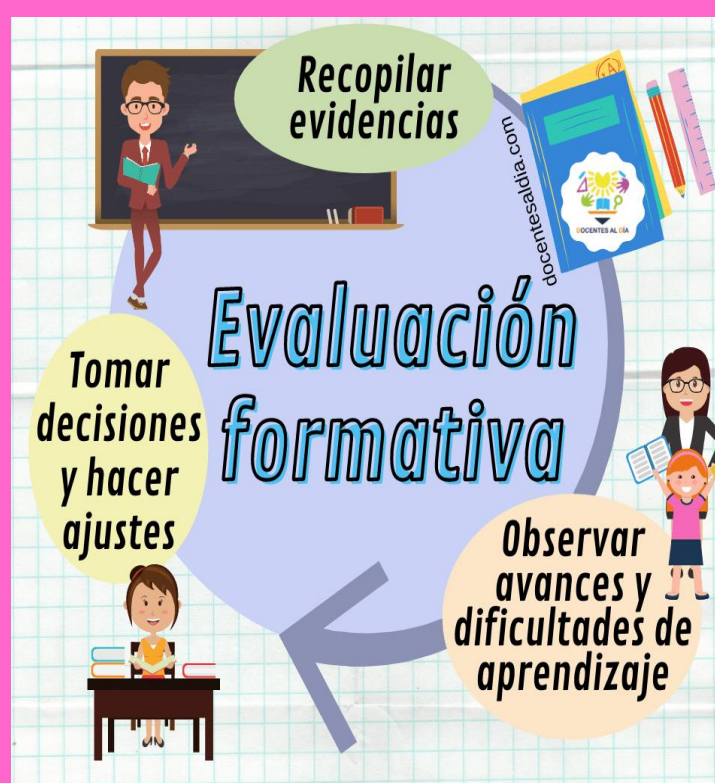 Recopilar
evidencias
docentesaldia.com
DOCENTES AL DÍA
Evaluación
formativa
Tomar
decisiones
y hacer
ajustes
Observar
avances y
dificultades de
aprendizaje
A